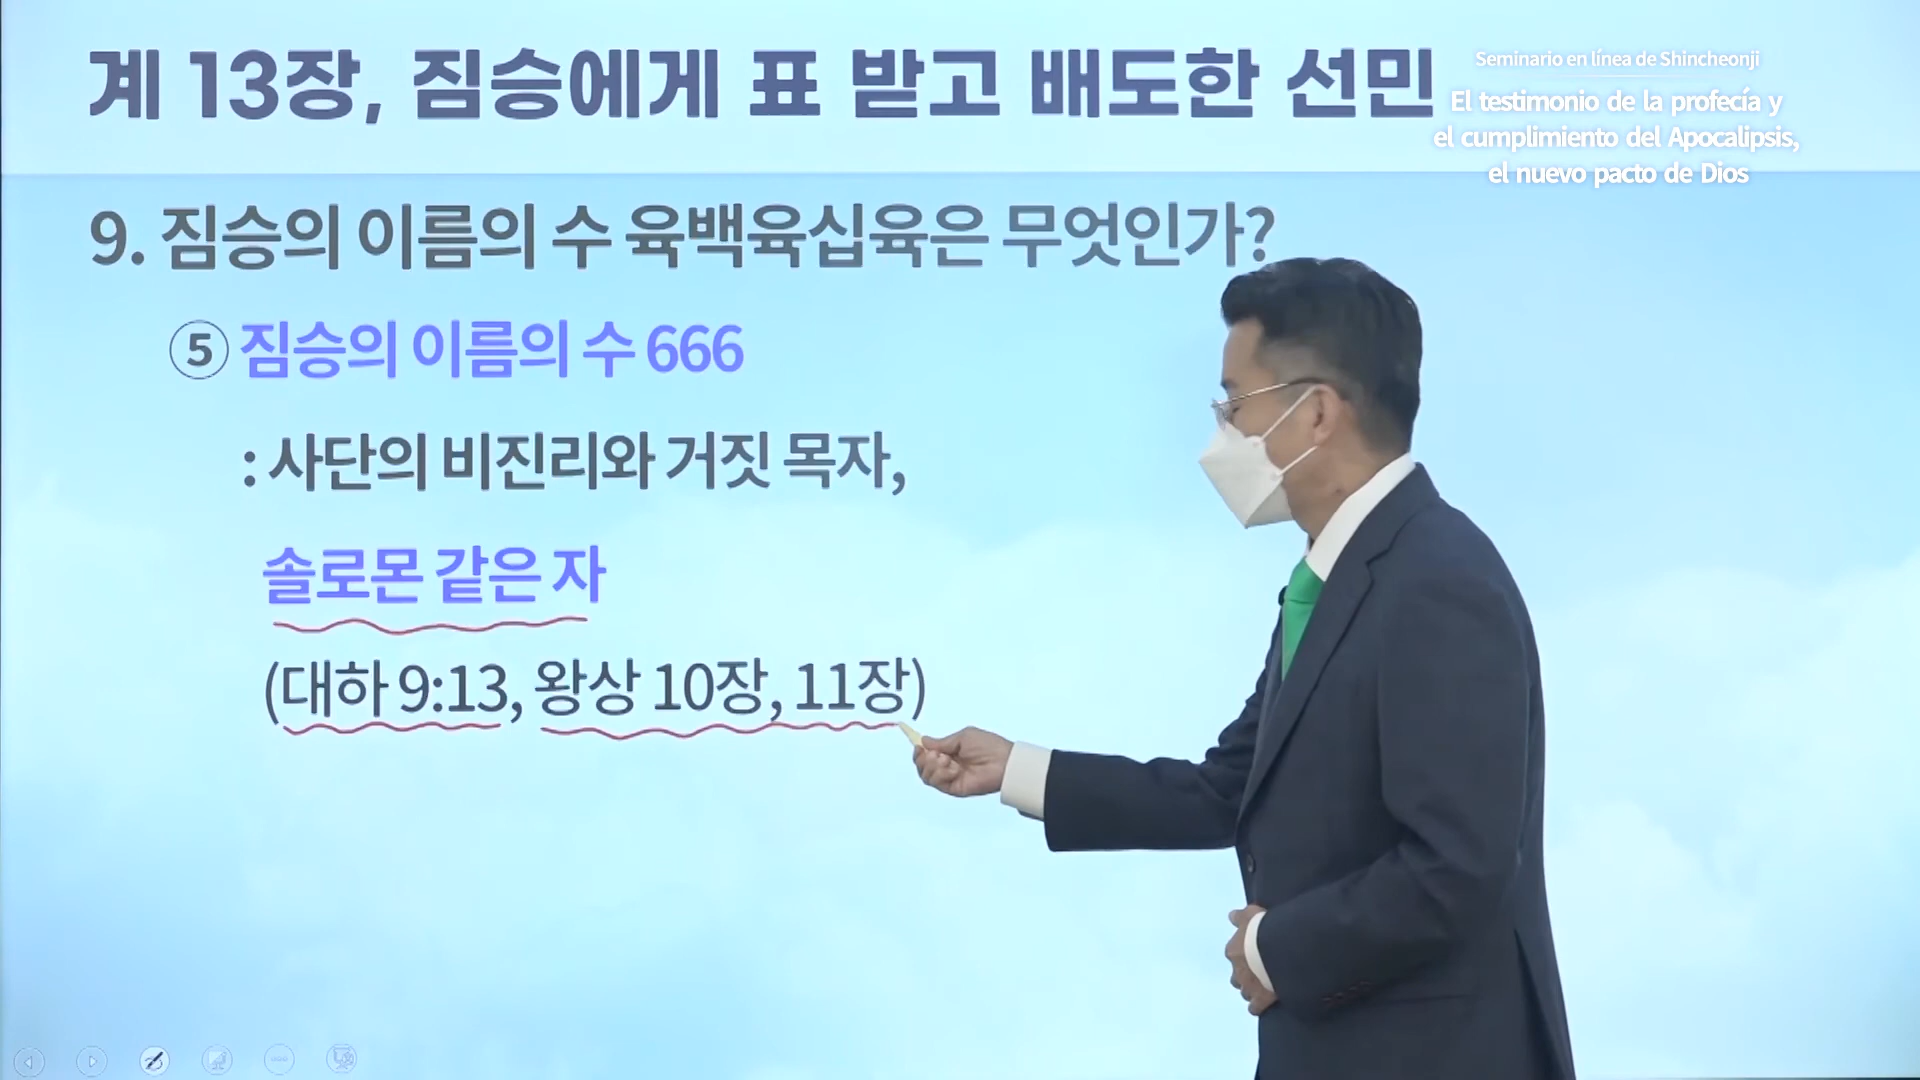 계 13장, 짐승에게 표 받고 배도한 선민
Seminario en línea de Shincheonji
El testimonio de la profecía y
el cumplimiento del Apocalipsis,
el nuevo pacto de Dios
9. 짐승의 이름의 수 육백육십육은 무엇인가?
⑤ 짐승의 이름의 수 666
: 사단의 비진리와 거짓 목자,
솔로몬 같은 자
(대하 9:13, 왕상 10장, 11장)